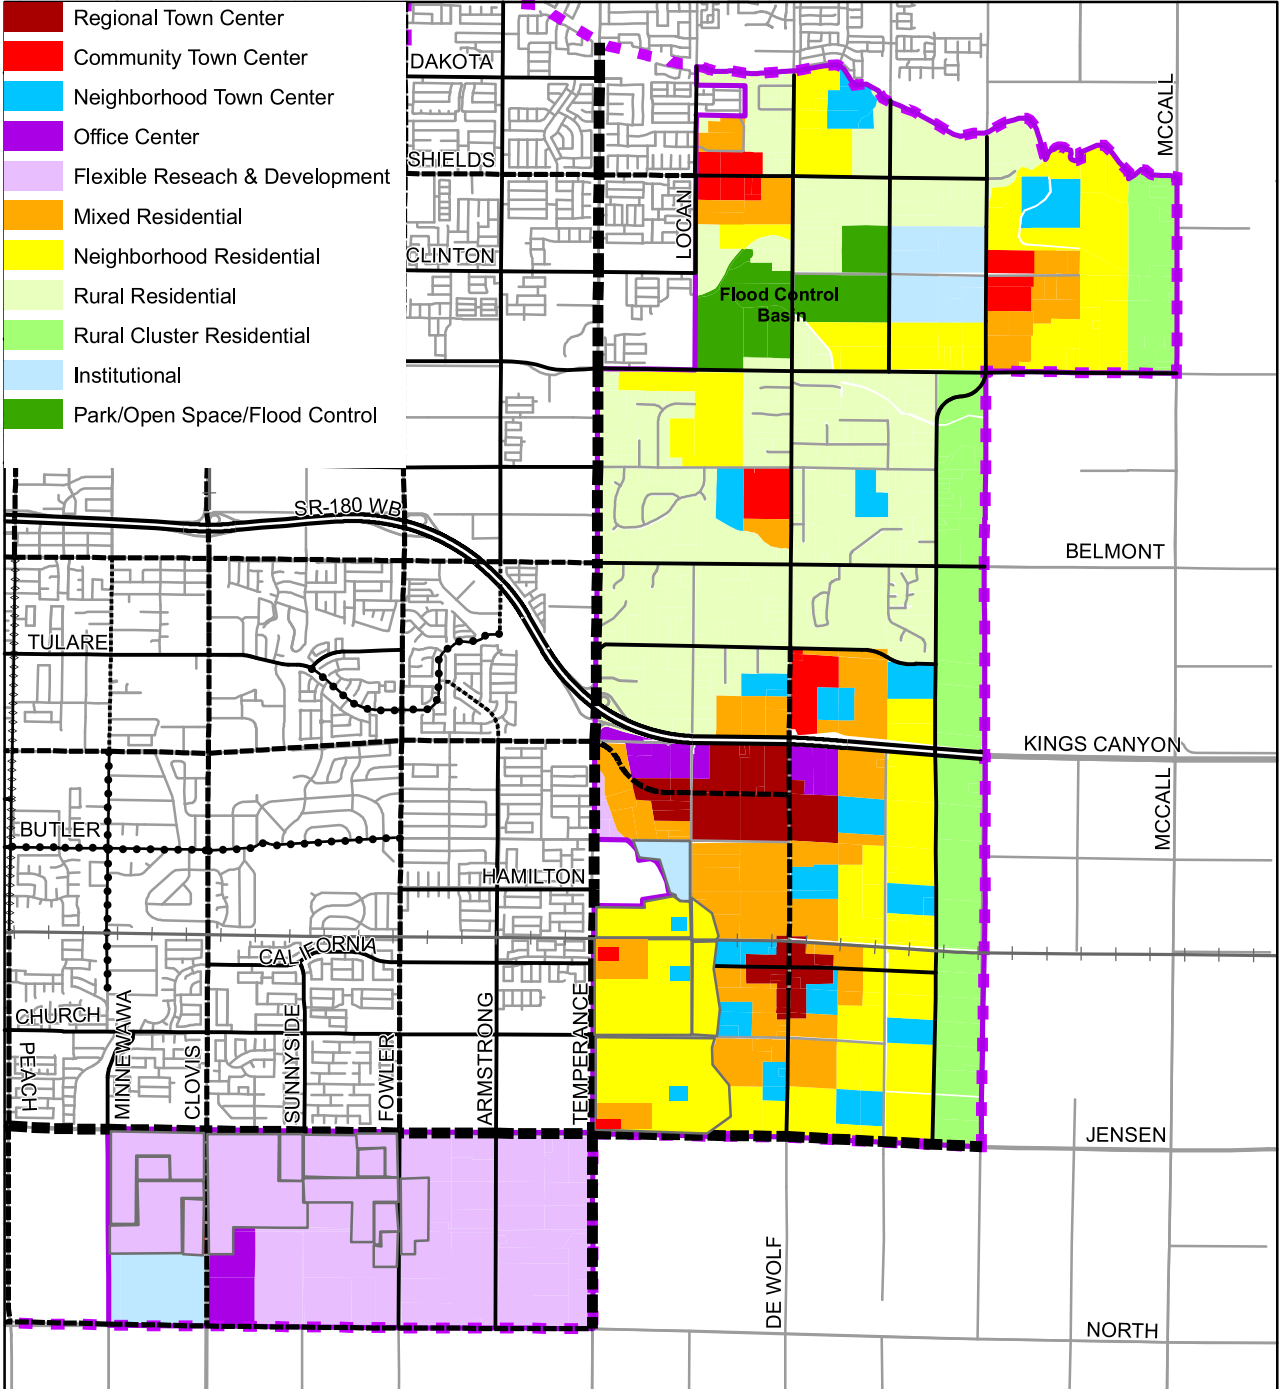 Regional Town Center
Community Town Center
Neighborhood Town Center
Office Center
Flexible Reseach & Development
Mixed Residential
Neighborhood Residential
Rural Residential
Rural Cluster Residential
Institutional
Park/Open Space/Flood Control
DAKOTA
SHIELDS
CLINTON
LOCAN
MCCALL
Flood Control
Basin
SR-180 WB
BELMONT
TULARE
KINGS CANYON
MCCALL
BUTLER
HAMILTON
CALIFORNIA
CHURCH
PEACH
MINNEWAWA
CLOVIS
SUNNYSIDE
FOWLER
ARMSTRONG
TEMPERANCE
JENSEN
DE WOLF
NORTH